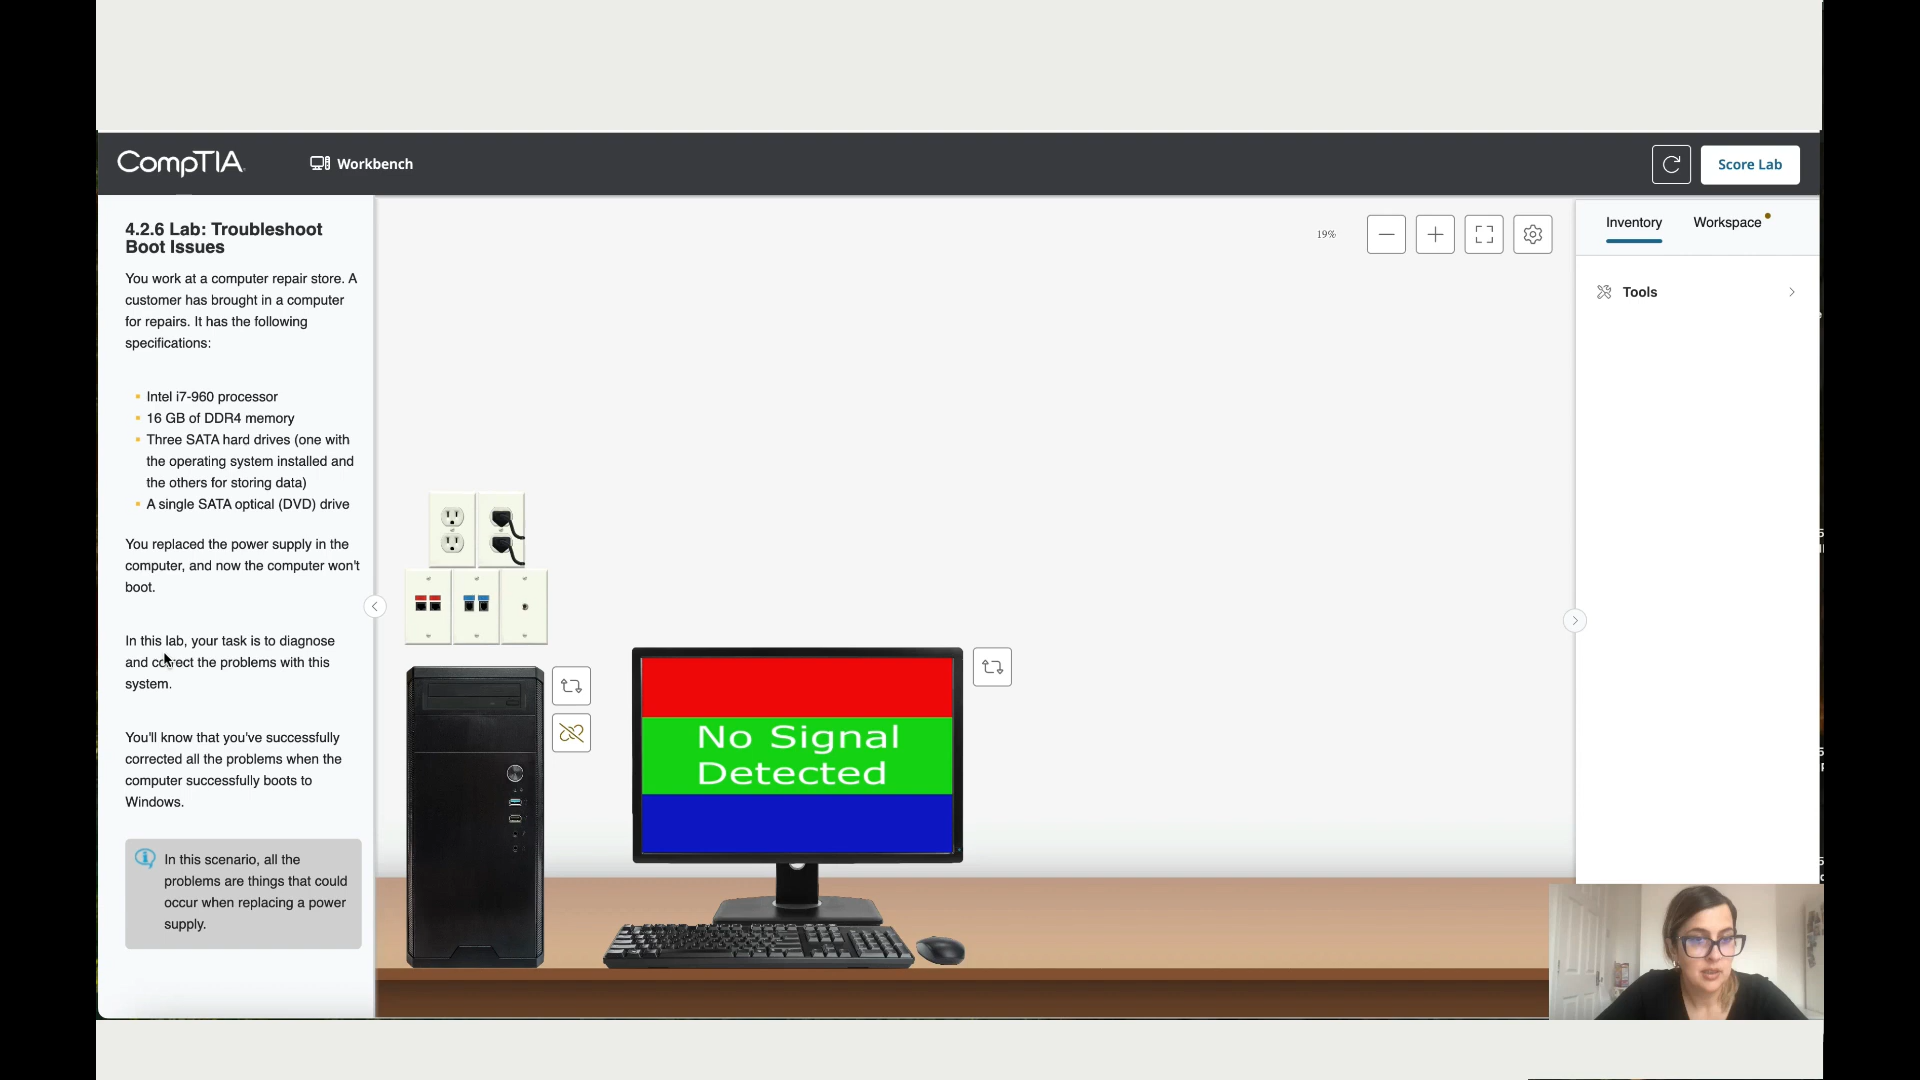 CompTIA
Workbench
Score Lab
4.2.6 Lab: Troubleshoot
Boot Issues
You work at a computer repair store. A
customer has brought in a computer
for repairs. It has the following
specifications:
Intel i7-960 processor
16 GB of DDR4 memory
Three SATA hard drives (one with
the operating system installed and
the others for storing data)
A single SATA optical (DVD) drive
You replaced the power supply in the
computer, and now the computer won't
boot.
In this lab, your task is to diagnose
and correct the problems with this
system.
You'll know that you've successfully
corrected all the problems when the
computer successfully boots to
Windows.
In this scenario, all the
problems are things that could
occur when replacing a power
supply.
19%
No Signal
Detected
Inventory
Workspace
Tools